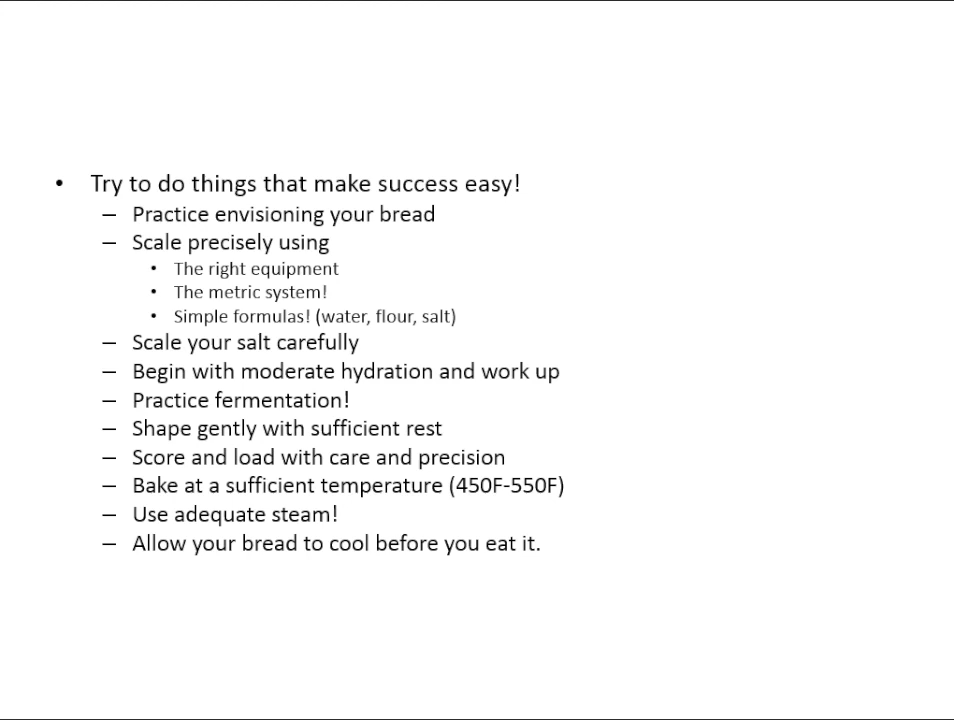 • Try to do things that make success easy!
– Practice envisioning your bread
– Scale precisely using
• The right equipment
• The metric system!
• Simple formulas! (water, flour, salt)
– Scale your salt carefully
– Begin with moderate hydration and work up
– Practice fermentation!
– Shape gently with sufficient rest
– Score and load with care and precision
– Bake at a sufficient temperature (450F-550F)
– Use adequate steam!
– Allow your bread to cool before you eat it.